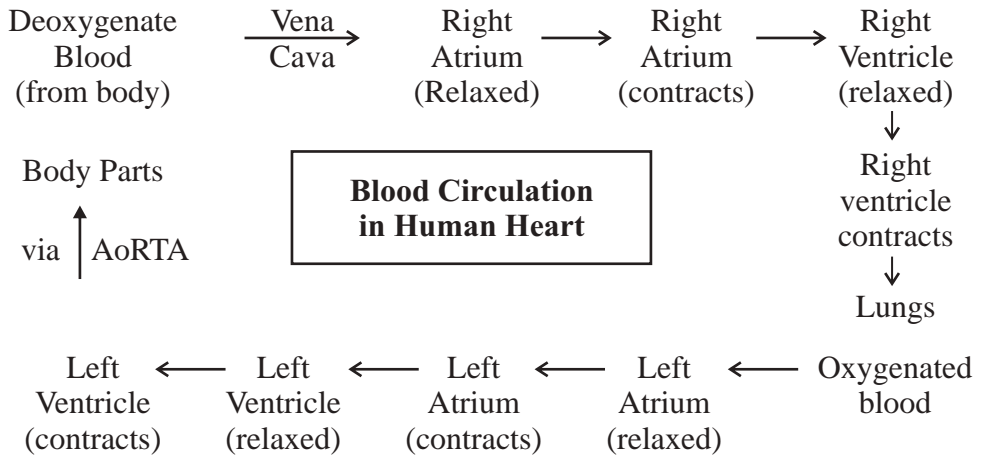 Deoxygenate
Blood
(from body)
Vena
Cava
Right
Atrium
(Relaxed)
Right
Atrium
(contracts)
Right
Ventricle
(relaxed)
Right
ventricle
contracts
Lungs
Blood Circulation
in Human Heart
Oxygenated
blood
Left
Atrium
(relaxed)
Left
Atrium
(contracts)
Left
Ventricle
(relaxed)
Left
Ventricle
(contracts)
via AoRTA
Body Parts